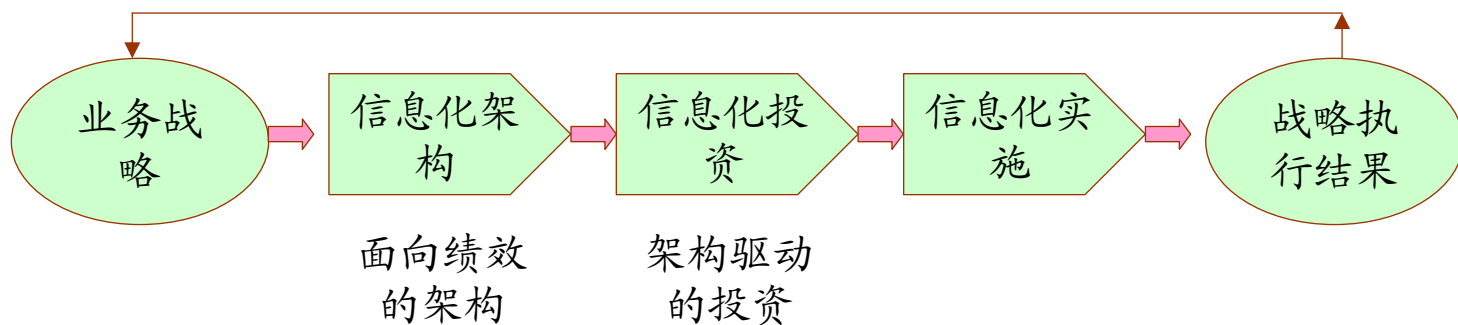 业务战
略
信息化架
构
信息化投
资
信息化实
施
战略执
行结果
面向绩效
的架构
架构驱动
的投资